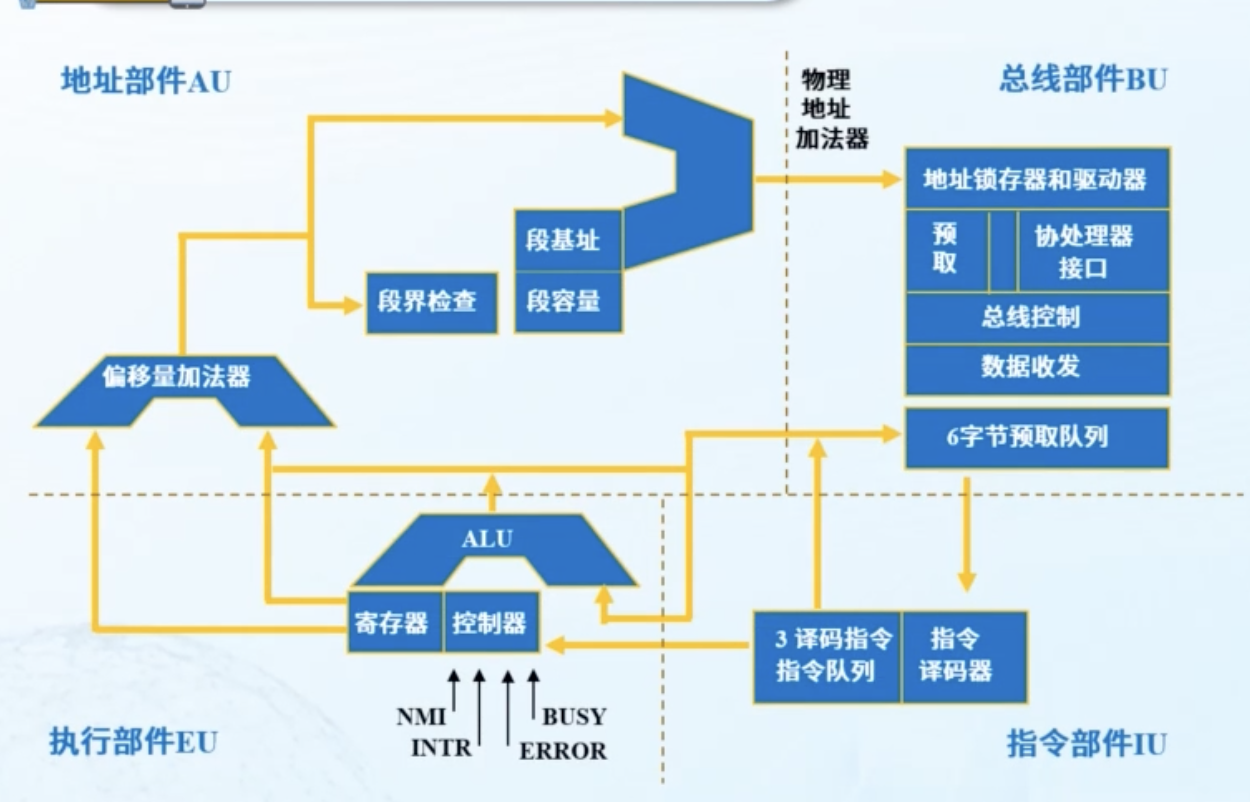 地址部件AU
物理
地址
加法器
总线部件BU
地址锁存器和驱动器
段基址
预
取
协处理器
接口
段界检查
段容量
总线控制
数据收发
偏移量加法器
6字节预取队列
ALU
寄存器
控制器
3 译码指令
指令队列
指令
译码器
NMI
BUSY
INTR
ERROR
执行部件EU
指令部件IU